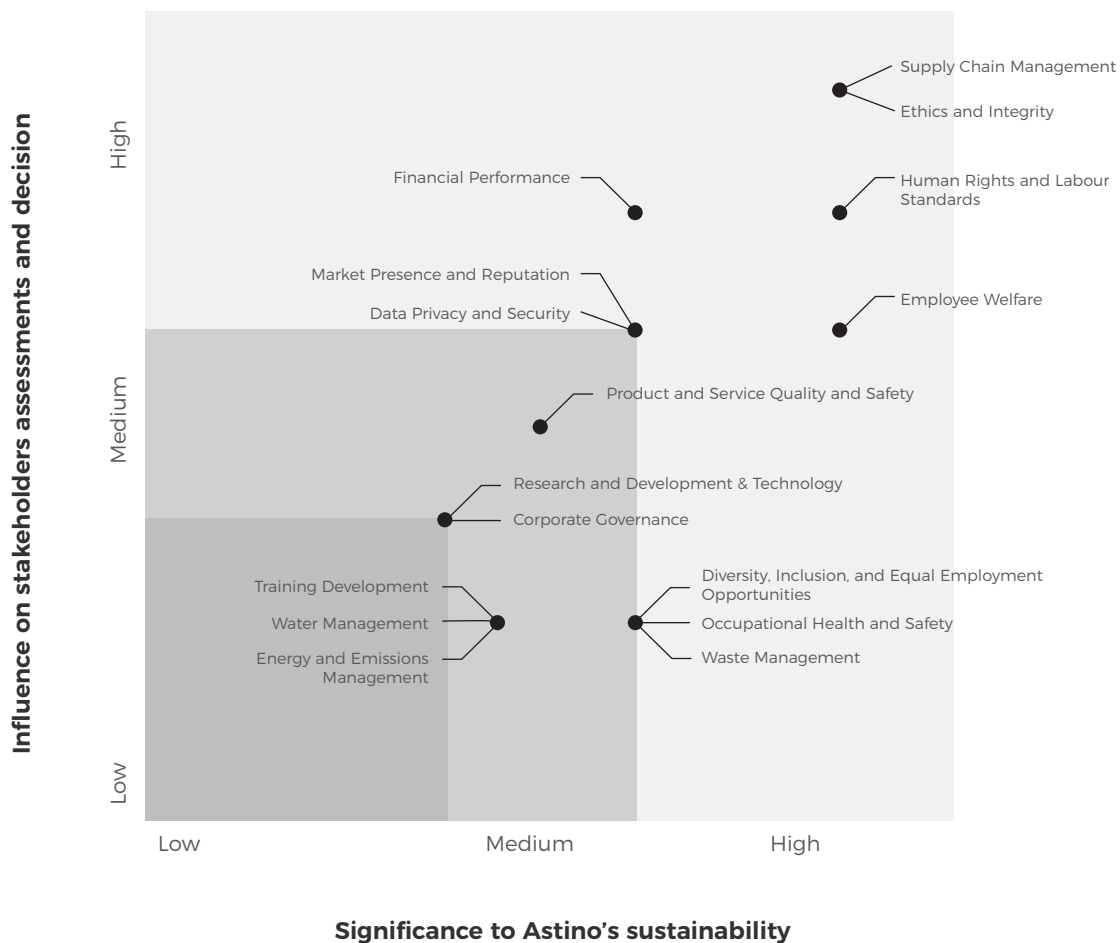 Influence on stakeholders assessments and decision
High
Medium
Low
Supply Chain Management
Ethics and Integrity
Financial Performance
Human Rights and Labour
Standards
Market Presence and Reputation
Data Privacy and Security
Employee Welfare
Product and Service Quality and Safety
Research and Development & Technology
Corporate Governance
Training Development
Water Management
Energy and Emissions
Management
Diversity, Inclusion, and Equal Employment
Opportunities
Occupational Health and Safety
Waste Management
Low
Medium
High
Significance to Astino’s sustainability